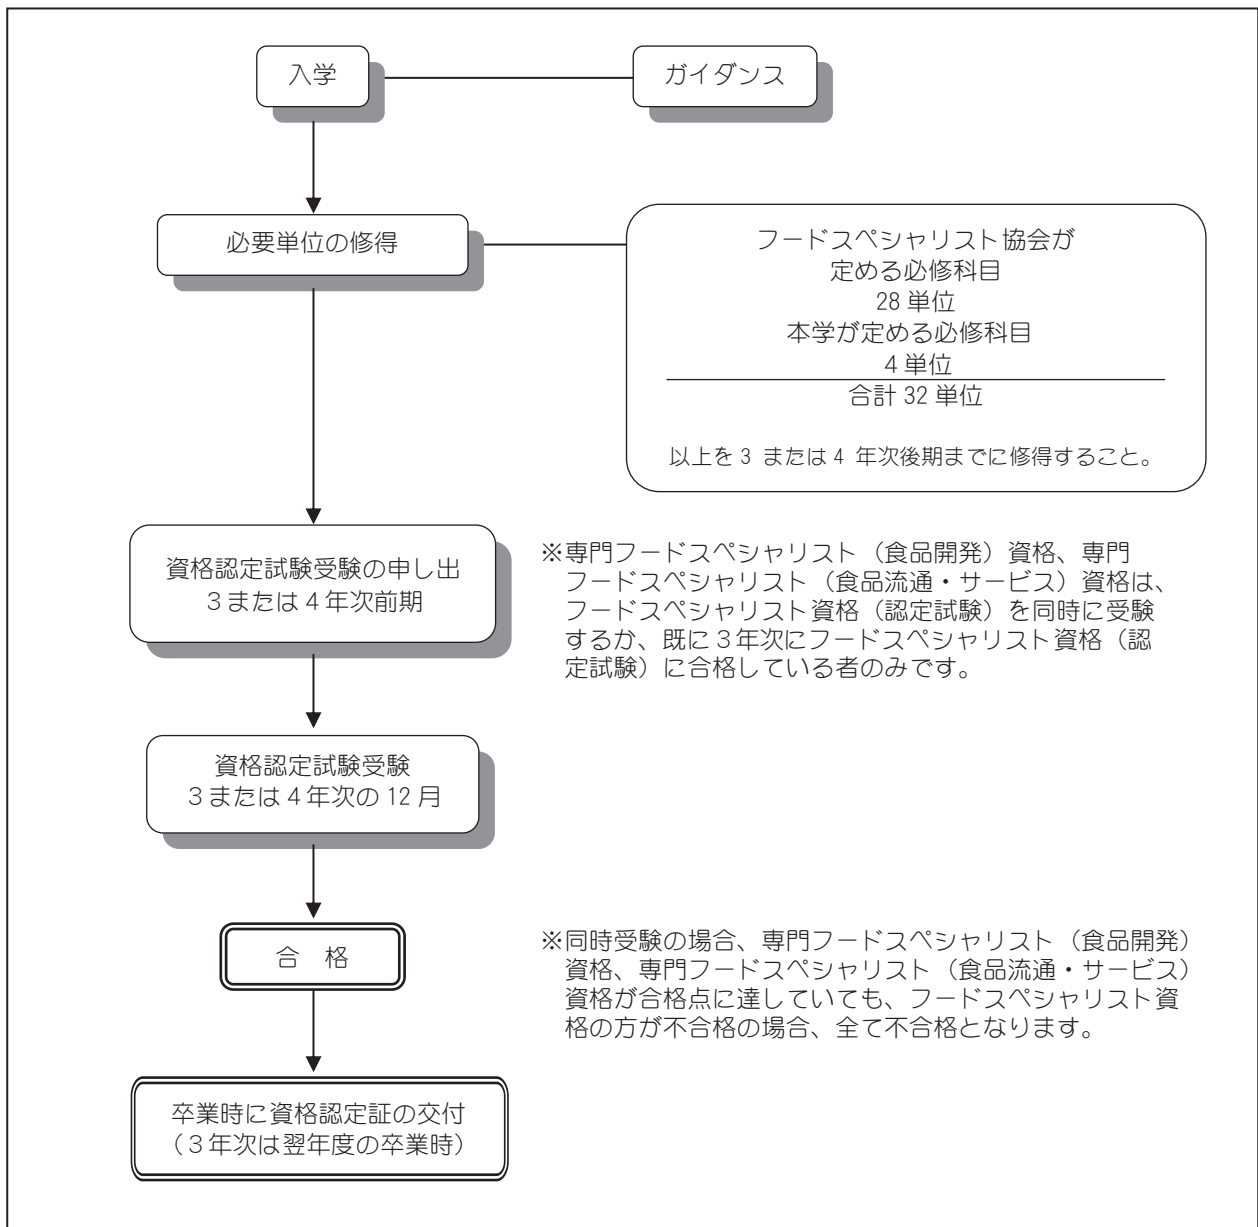 入学
ガイダンス
必要単位の修得
フードスペシャリスト協会が
定める必修科目
28 単位
本学が定める必修科目
4 単位
合計 32 単位
以上を 3 または 4 年次後期までに修得すること。
資格認定試験受験の申し出
3または4年次前期
※専門フードスペシャリスト(食品開発)資格、専門
フードスペシャリスト(食品流通・サービス)資格は、
フードスペシャリスト資格(認定試験)を同時に受験
するか、既に3年次にフードスペシャリスト資格(認
定試験)に合格している者のみです。
資格認定試験受験
3または4年次の 12 月
合 格
※同時受験の場合、専門フードスペシャリスト(食品開発)
資格、専門フードスペシャリスト(食品流通・サービス)
資格が合格点に達していても、フードスペシャリスト資
格の方が不合格の場合、全て不合格となります。
卒業時に資格認定証の交付
(3年次は翌年度の卒業時)